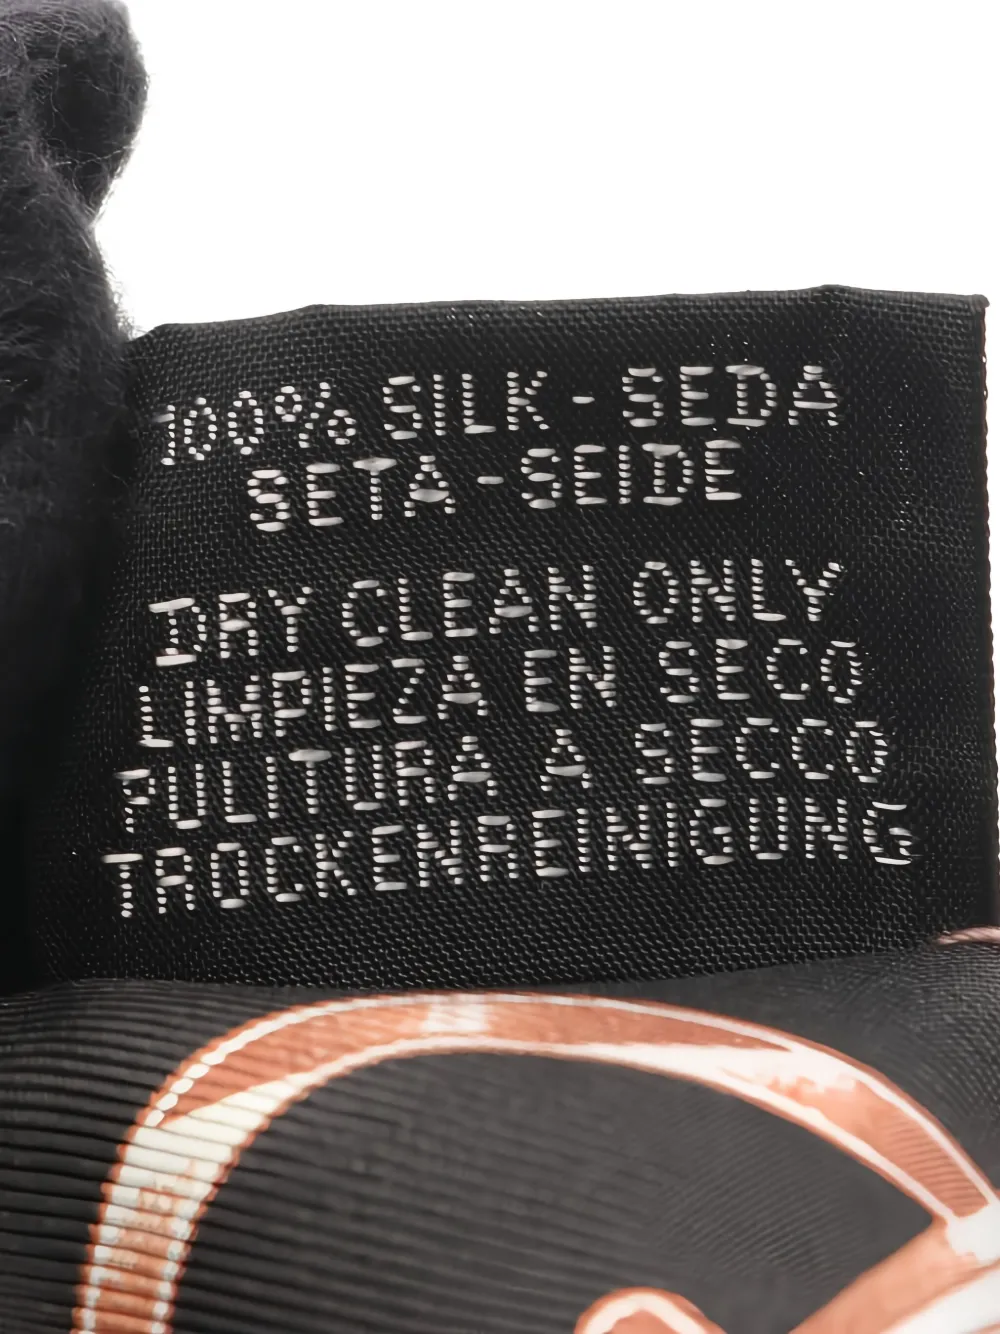 100% SILK - SEDA
SETA - SEIDE
DRY CLEAN ONLY
LIMPIEZA EN SECO
PULITURA A SECCO
TROCKENREINIGUNG